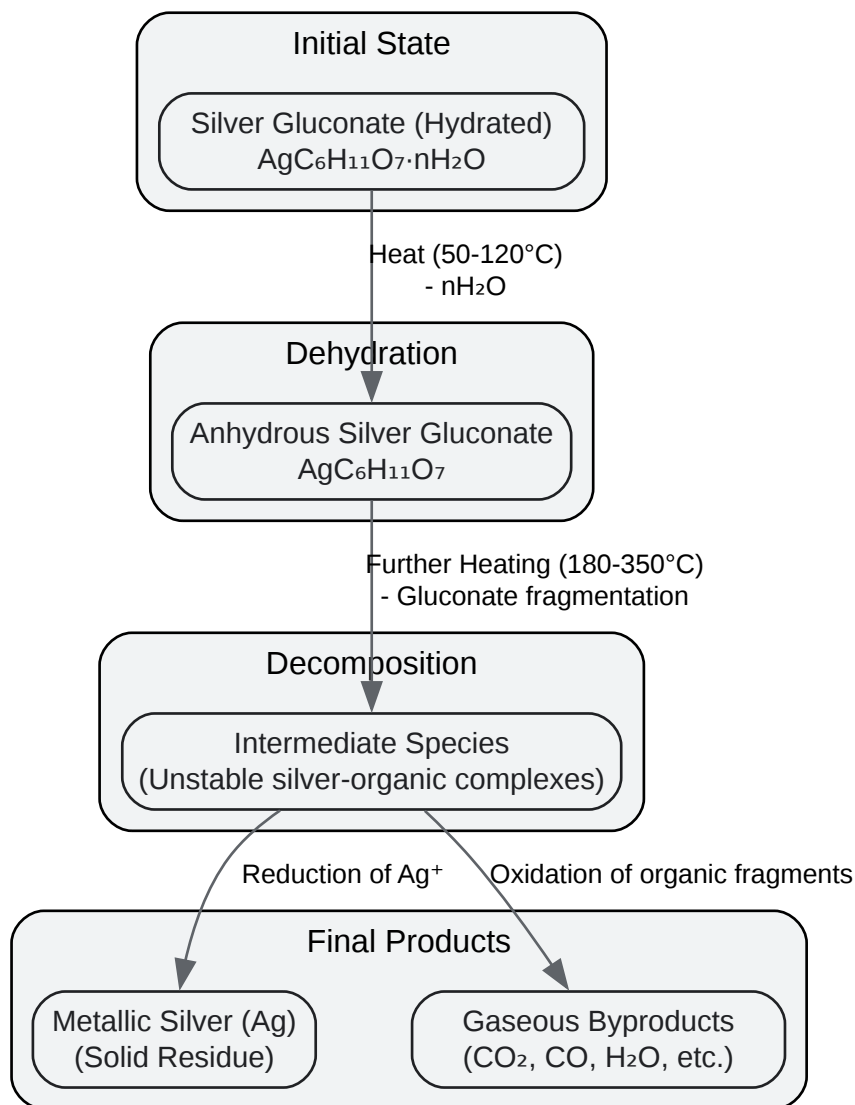 Initial State
Silver Gluconate (Hydrated)
AgC₆H₁₁O₇·nH₂O
Heat (50-120°C)
- nH₂O
Dehydration
Anhydrous Silver Gluconate
AgC₆H₁₁O₇
Further Heating (180-350°C)
- Gluconate fragmentation
Decomposition
Intermediate Species
(Unstable silver-organic complexes)
Reduction of Ag⁺
Oxidation of organic fragments
Final Products
Metallic Silver (Ag)
(Solid Residue)
Gaseous Byproducts
(CO₂, CO, H₂O, etc.)